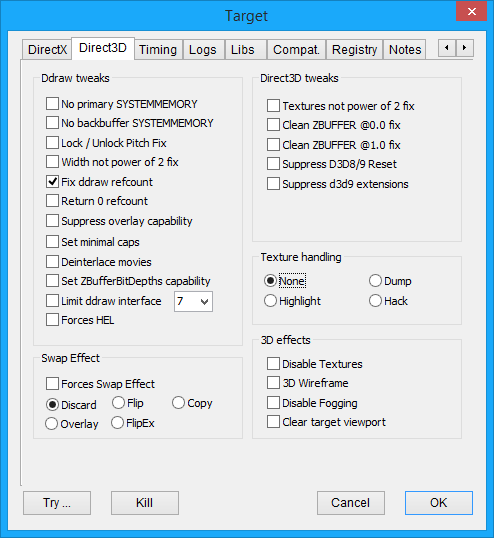 Target
DirectX Direct3D Timing Logs Libs Compat. Registry Notes
Ddraw tweaks
No primary SYSTEMMEMORY
No backbuffer SYSTEMMEMORY
Lock / Unlock Pitch Fix
Width not power of 2 fix
Fix ddraw refcount
Return 0 refcount
Suppress overlay capability
Set minimal caps
Deinterlace movies
Set ZBufferBitDepths capability
Limit ddraw interface 7
Forces HEL
Swap Effect
Forces Swap Effect
Discard Flip Copy
Overlay FlipEx
Direct3D tweaks
Textures not power of 2 fix
Clean ZBUFFER @0.0 fix
Clean ZBUFFER @1.0 fix
Suppress D3D8/9 Reset
Suppress d3d9 extensions
Texture handling
None Dump
Highlight Hack
3D effects
Disable Textures
3D Wireframe
Disable Fogging
Clear target viewport
Try ... Kill Cancel OK